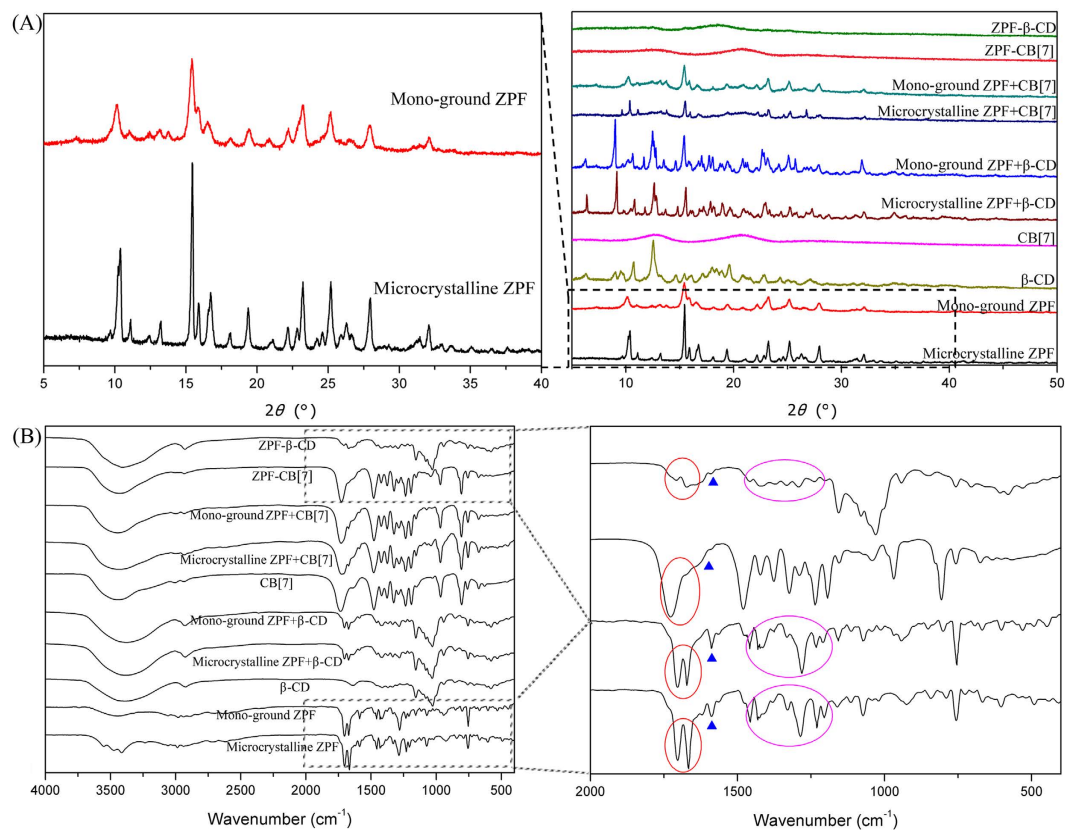 (A)
Mono-ground ZPF
Microcrystalline ZPF
5 10 15 20 25 30 35 40
2θ (°)
ZPF-β-CD
ZPF-CB[7]
Mono-ground ZPF+CB[7]
Microcrystalline ZPF+CB[7]
Mono-ground ZPF+β-CD
Microcrystalline ZPF+β-CD
CB[7]
β-CD
Mono-ground ZPF
Microcrystalline ZPF
10 20 30 40 50
2θ (°)
(B)
ZPF-β-CD
ZPF-CB[7]
Mono-ground ZPF+CB[7]
Microcrystalline ZPF+CB[7]
CB[7]
Mono-ground ZPF+β-CD
Microcrystalline ZPF+β-CD
β-CD
Mono-ground ZPF
Microcrystalline ZPF
4000 3500 3000 2500 2000 1500 1000 500
Wavenumber (cm⁻¹)
2000 1500 1000 500
Wavenumber (cm⁻¹)